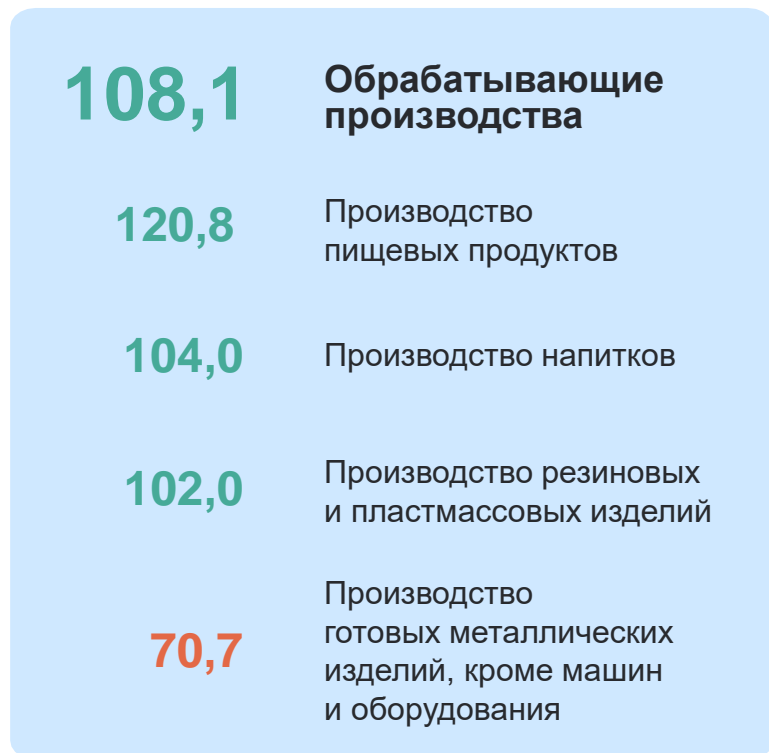 108,1
Обрабатывающие
производства
120,8
Производство
пищевых продуктов
104,0
Производство напитков
102,0
Производство резиновых
и пластмассовых изделий
70,7
Производство
готовых металлических
изделий, кроме машин
и оборудования